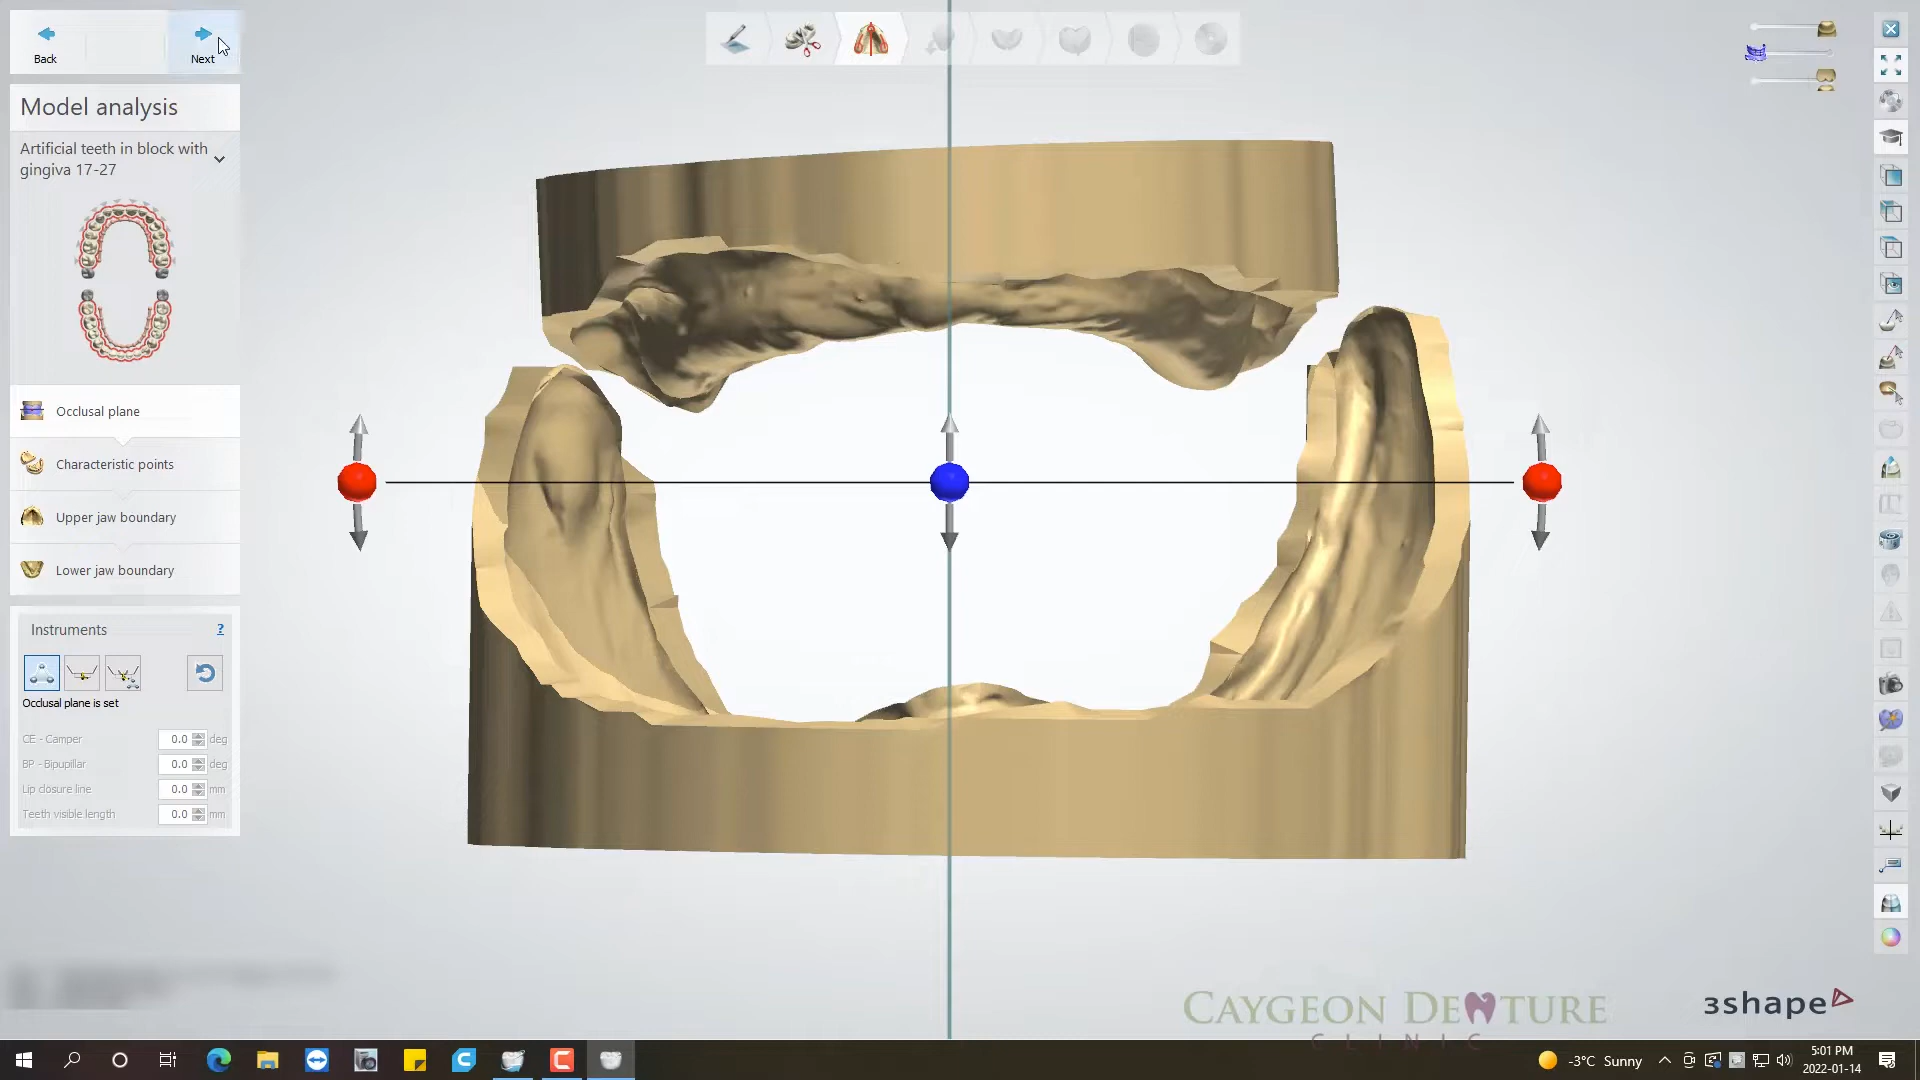 Back
Next
Model analysis
Artificial teeth in block with
gingiva 17-27
Occlusal plane
Characteristic points
Upper jaw boundary
Lower jaw boundary
Instruments
?
Occlusal plane is set
CE - Camper 0.0 deg
BP - Bipupillar 0.0 deg
Lip closure line 0.0 mm
Teeth visible length 0.0 mm
CAYGEON DENTURE
CLINIC
3shape
-3°C Sunny
5:01 PM
2022-01-14